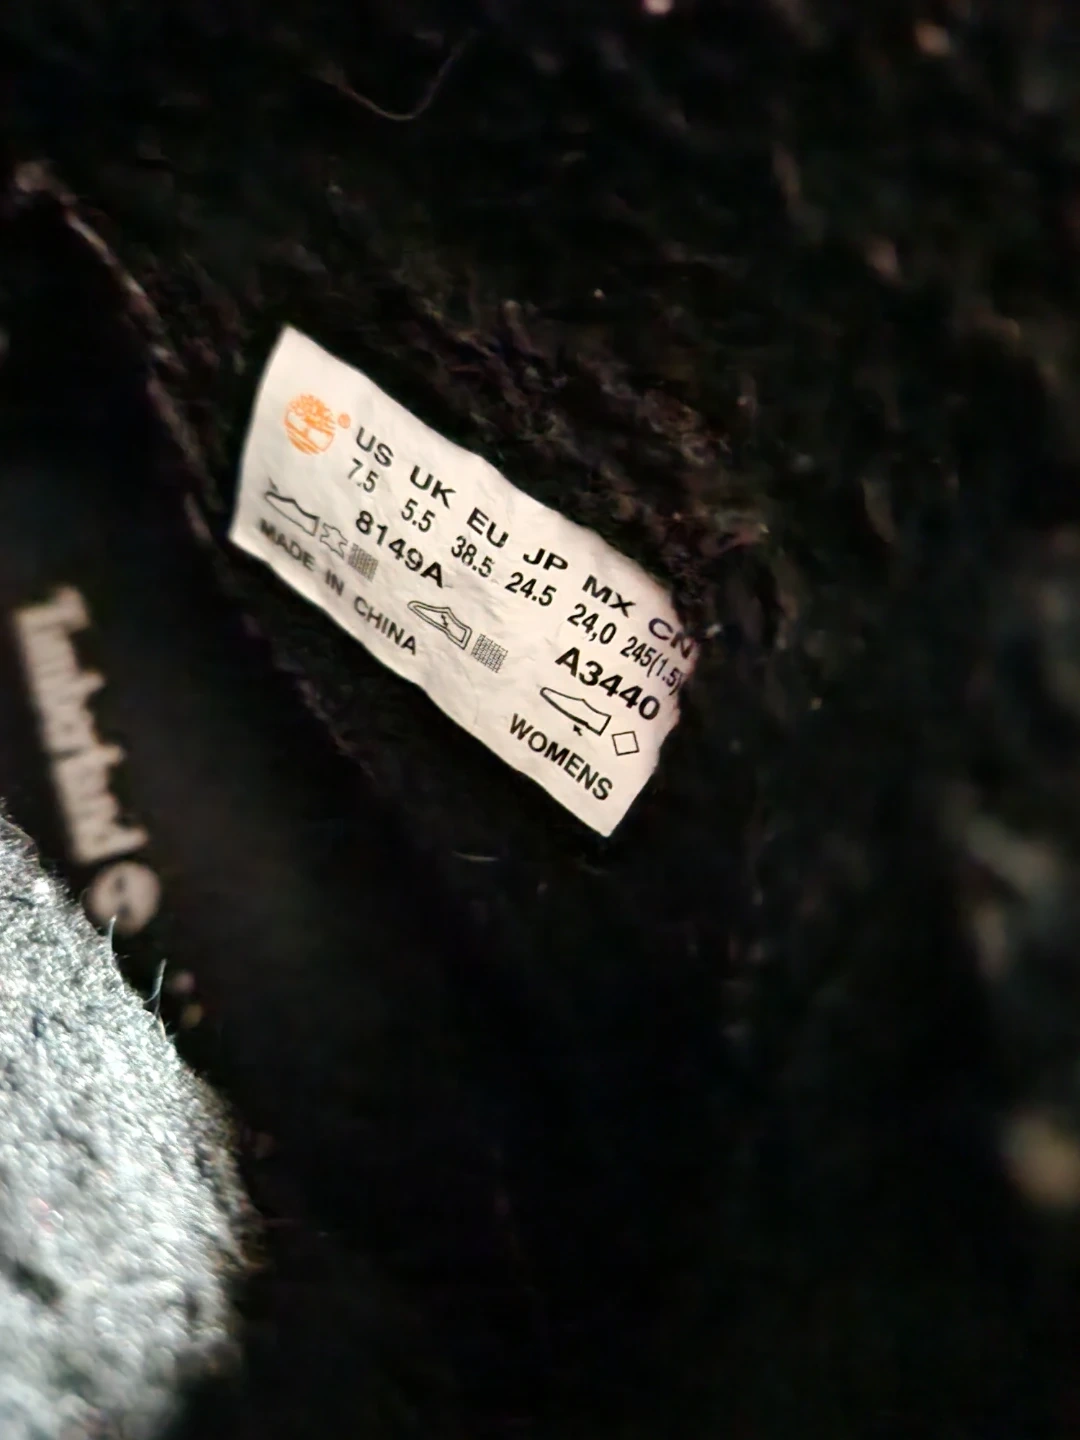 US UK EU JP MX CN
7.5 5.5 38.5 24.5 24,0 245(1.5)
8149A A3440
MADE IN CHINA WOMENS
Timberland